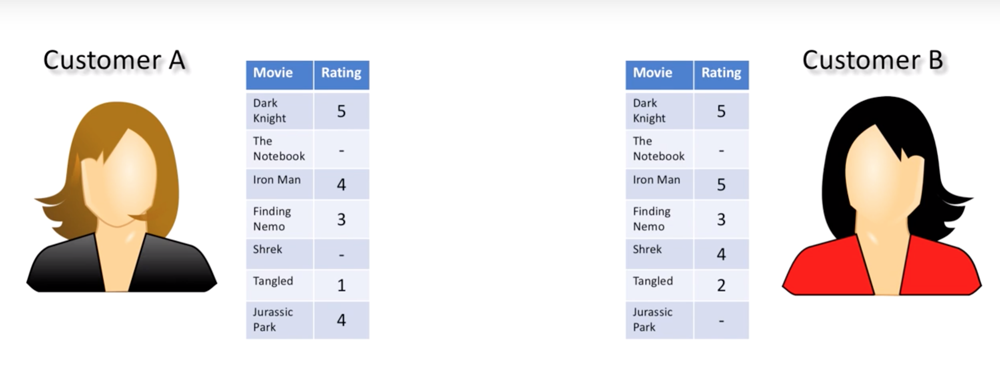 Customer A
Movie Rating
Dark
Knight
5
The
Notebook
-
Iron Man 4
Finding
Nemo
3
Shrek -
Tangled 1
Jurassic
Park
4
Movie Rating
Dark
Knight
5
The
Notebook
-
Iron Man 5
Finding
Nemo
3
Shrek 4
Tangled 2
Jurassic
Park
-
Customer B